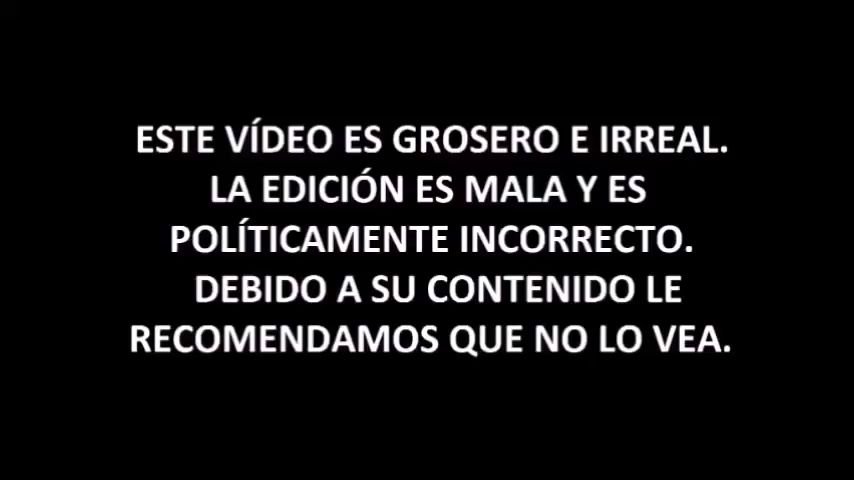 ESTE VÍDEO ES GROSERO E IRREAL.
LA EDICIÓN ES MALA Y ES
POLÍTICAMENTE INCORRECTO.
DEBIDO A SU CONTENIDO LE
RECOMENDAMOS QUE NO LO VEA.